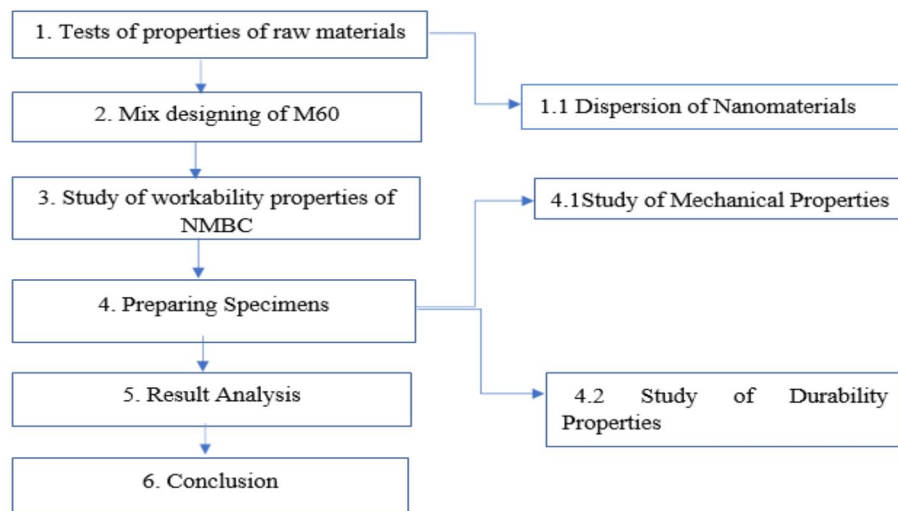 1. Tests of properties of raw materials
1.1 Dispersion of Nanomaterials
2. Mix designing of M60
3. Study of workability properties of
NMBC
4.1Study of Mechanical Properties
4. Preparing Specimens
4.2 Study of Durability
Properties
5. Result Analysis
6. Conclusion